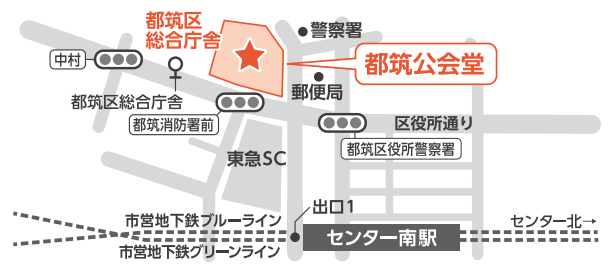 都筑区
総合庁舎
警察署
中村
都筑公会堂
都筑区総合庁舎
郵便局
都筑消防署前
区役所通り
都筑区役所警察署
東急SC
出口1
市営地下鉄ブルーライン
センター北→
センター南駅
市営地下鉄グリーンライン